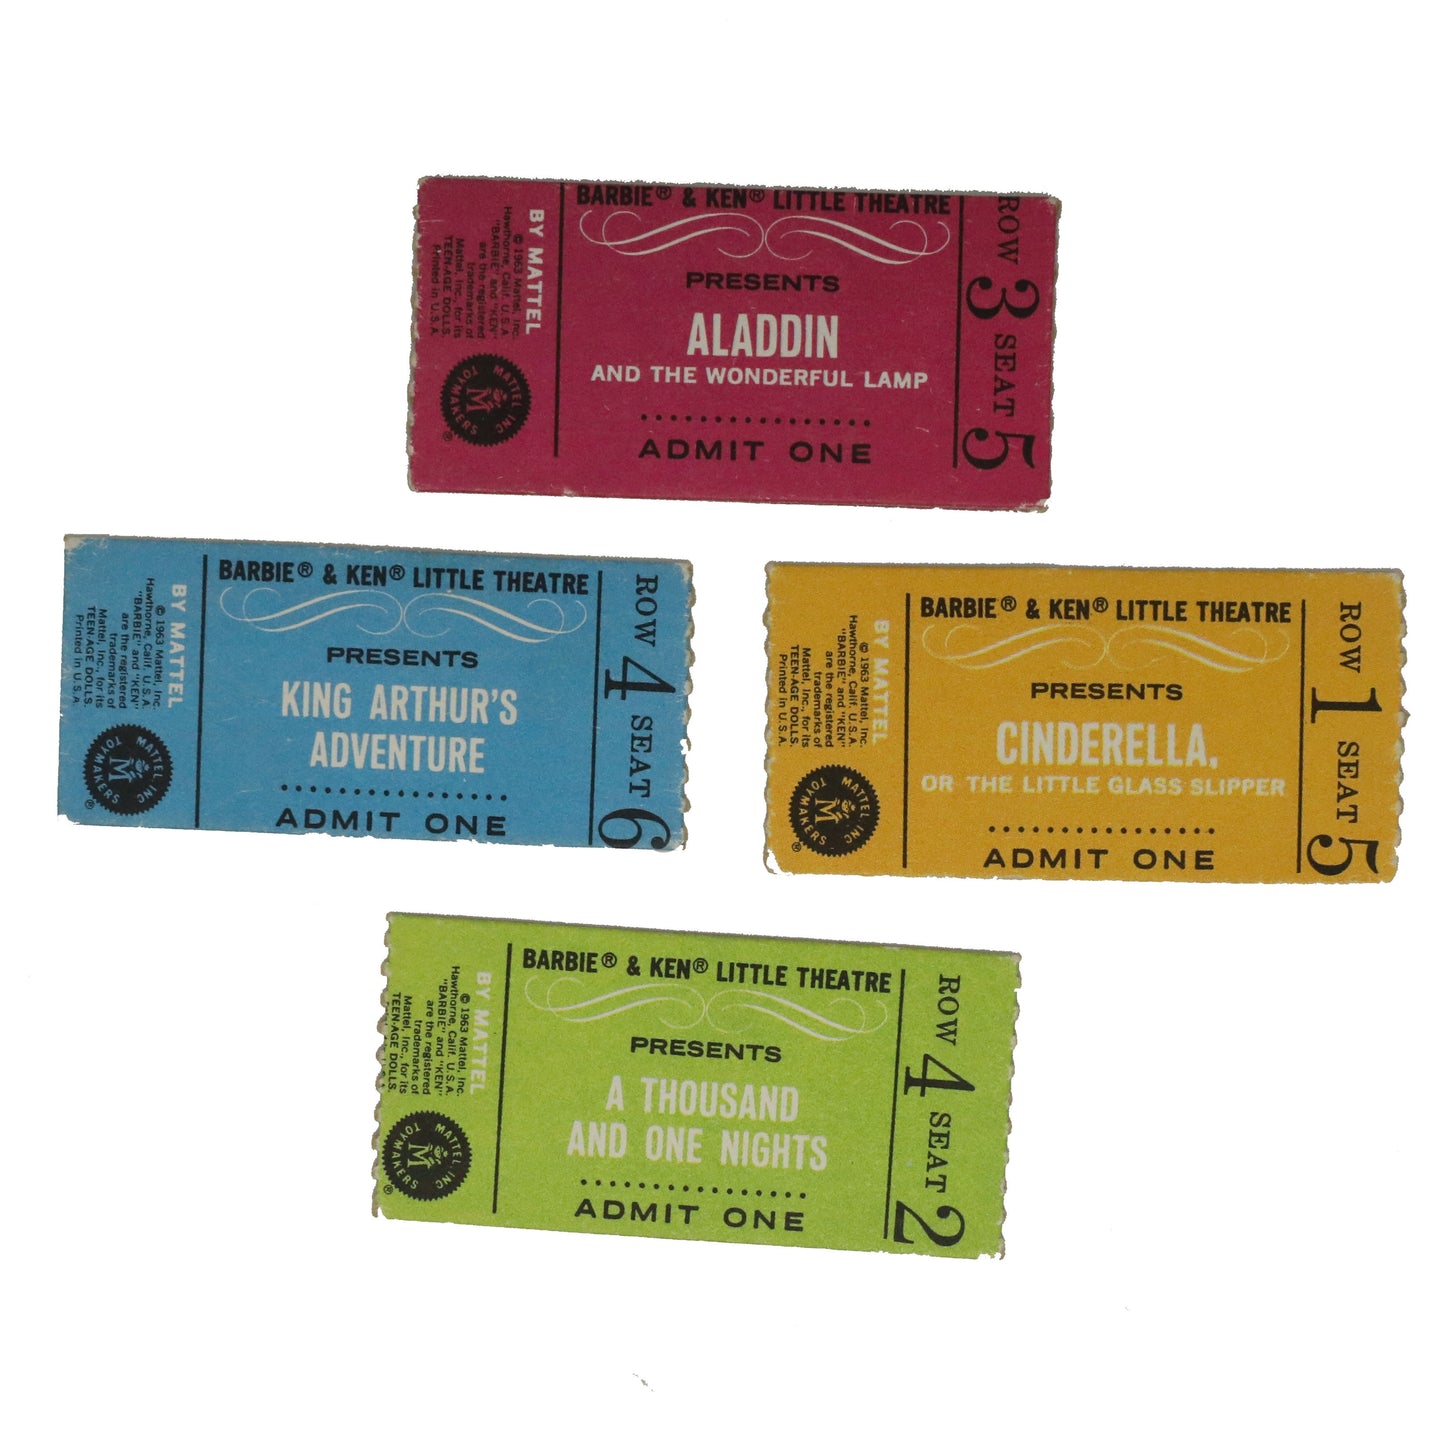 BARBIE® & KEN® LITTLE THEATRE
PRESENTS
ALADDIN
AND THE WONDERFUL LAMP
ADMIT ONE
ROW 3 SEAT 5
BY MATTEL
© 1963 Mattel, Inc.
Hawthorne, Calif. U.S.A.
"BARBIE" and "KEN"
are the registered
trademarks of
Mattel, Inc., for its
TEEN-AGE DOLLS.
Printed in U.S.A.
MATTEL INC
TOYMAKERS
M
®
BARBIE® & KEN® LITTLE THEATRE
PRESENTS
KING ARTHUR'S
ADVENTURE
ADMIT ONE
ROW 4 SEAT 6
BY MATTEL
© 1963 Mattel, Inc.
Hawthorne, Calif. U.S.A.
"BARBIE" and "KEN"
are the registered
trademarks of
Mattel, Inc., for its
TEEN-AGE DOLLS.
Printed in U.S.A.
MATTEL INC
TOYMAKERS
M
®
BARBIE® & KEN® LITTLE THEATRE
PRESENTS
CINDERELLA,
OR THE LITTLE GLASS SLIPPER
ADMIT ONE
ROW 1 SEAT 5
BY MATTEL
© 1963 Mattel, Inc.
Hawthorne, Calif. U.S.A.
"BARBIE" and "KEN"
are the registered
trademarks of
Mattel, Inc., for its
TEEN-AGE DOLLS.
Printed in U.S.A.
MATTEL INC
TOYMAKERS
M
®
BARBIE® & KEN® LITTLE THEATRE
PRESENTS
A THOUSAND
AND ONE NIGHTS
ADMIT ONE
ROW 4 SEAT 2
BY MATTEL
© 1963 Mattel, Inc.
Hawthorne, Calif. U.S.A.
"BARBIE" and "KEN"
are the registered
trademarks of
Mattel, Inc., for its
TEEN-AGE DOLLS.
MATTEL INC
TOYMAKERS
M
®